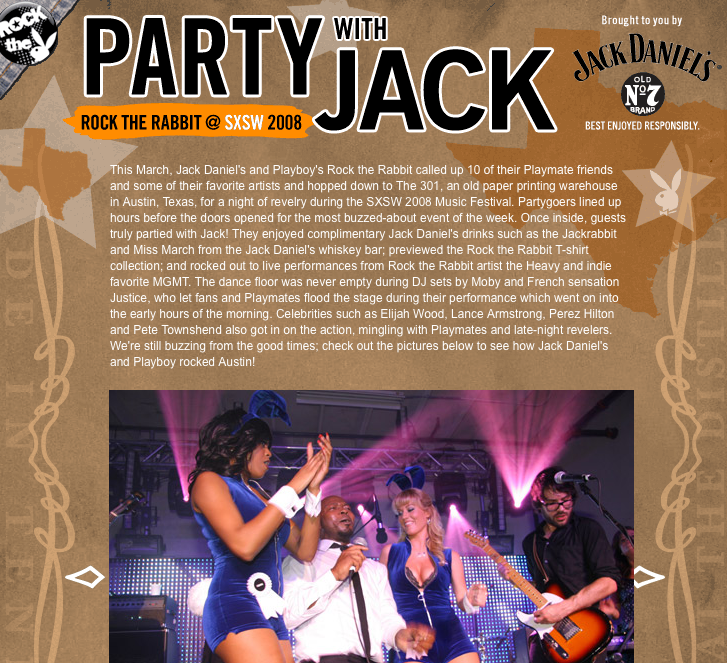 ROCK
the
PARTY WITH
JACK
ROCK THE RABBIT @ SXSW 2008
Brought to you by
JACK DANIEL'S
OLD
No. 7
BRAND
BEST ENJOYED RESPONSIBLY.
This March, Jack Daniel's and Playboy's Rock the Rabbit called up 10 of their Playmate friends
and some of their favorite artists and hopped down to The 301, an old paper printing warehouse
in Austin, Texas, for a night of revelry during the SXSW 2008 Music Festival. Partygoers lined up
hours before the doors opened for the most buzzed-about event of the week. Once inside, guests
truly partied with Jack! They enjoyed complimentary Jack Daniel's drinks such as the Jackrabbit
and Miss March from the Jack Daniel's whiskey bar; previewed the Rock the Rabbit T-shirt
collection; and rocked out to live performances from Rock the Rabbit artist the Heavy and indie
favorite MGMT. The dance floor was never empty during DJ sets by Moby and French sensation
Justice, who let fans and Playmates flood the stage during their performance which went on into
the early hours of the morning. Celebrities such as Elijah Wood, Lance Armstrong, Perez Hilton
and Pete Townshend also got in on the action, mingling with Playmates and late-night revelers.
We're still buzzing from the good times; check out the pictures below to see how Jack Daniel's
and Playboy rocked Austin!